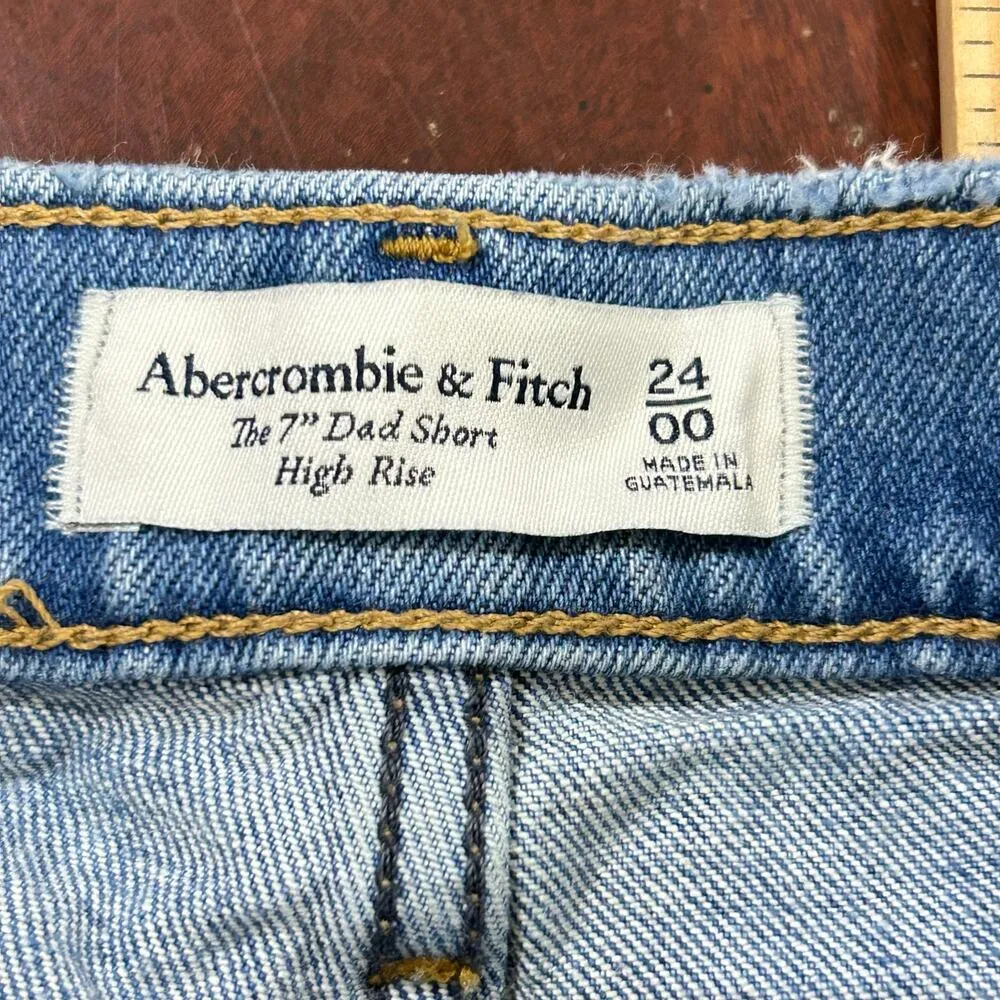 Abercrombie & Fitch
The 7" Dad Short
High Rise
24
00
MADE IN
GUATEMALA